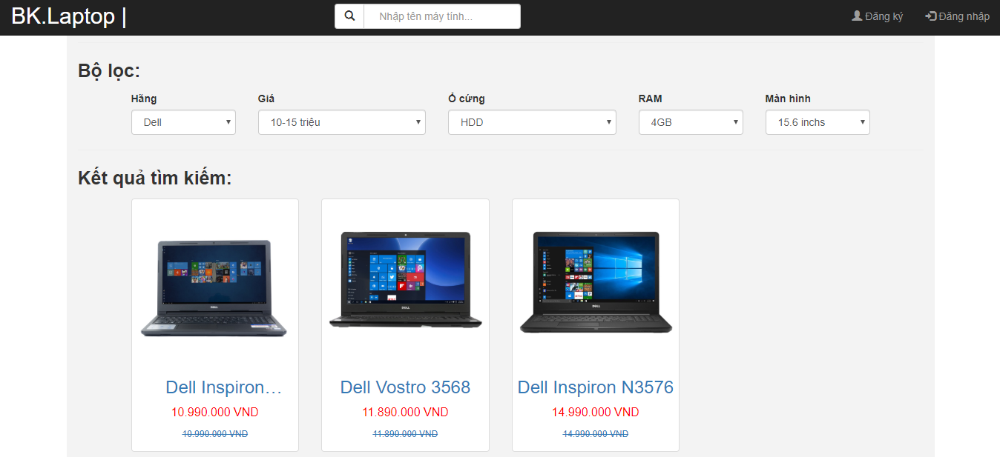 BK.Laptop |
Nhập tên máy tính...
Đăng ký
Đăng nhập
Bộ lọc:
Hãng
Giá
Ổ cứng
RAM
Màn hình
Dell
10-15 triệu
HDD
4GB
15.6 inchs
Kết quả tìm kiếm:
Dell Inspiron…
Dell Vostro 3568
Dell Inspiron N3576
10.990.000 VND
11.890.000 VND
14.990.000 VND
10.990.000 VND
11.890.000 VND
14.990.000 VND